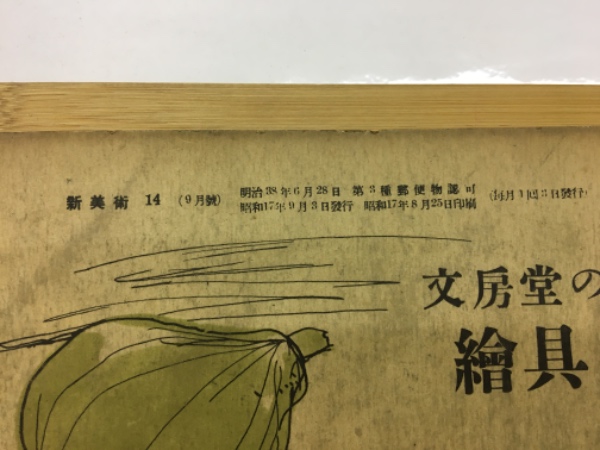 新美術 14 (9月號)
明治38年6月28日 第3種郵便物認可
昭和17年9月3日發行 昭和17年8月25日印刷
(毎月1回3日發行)
文房堂の
繪具